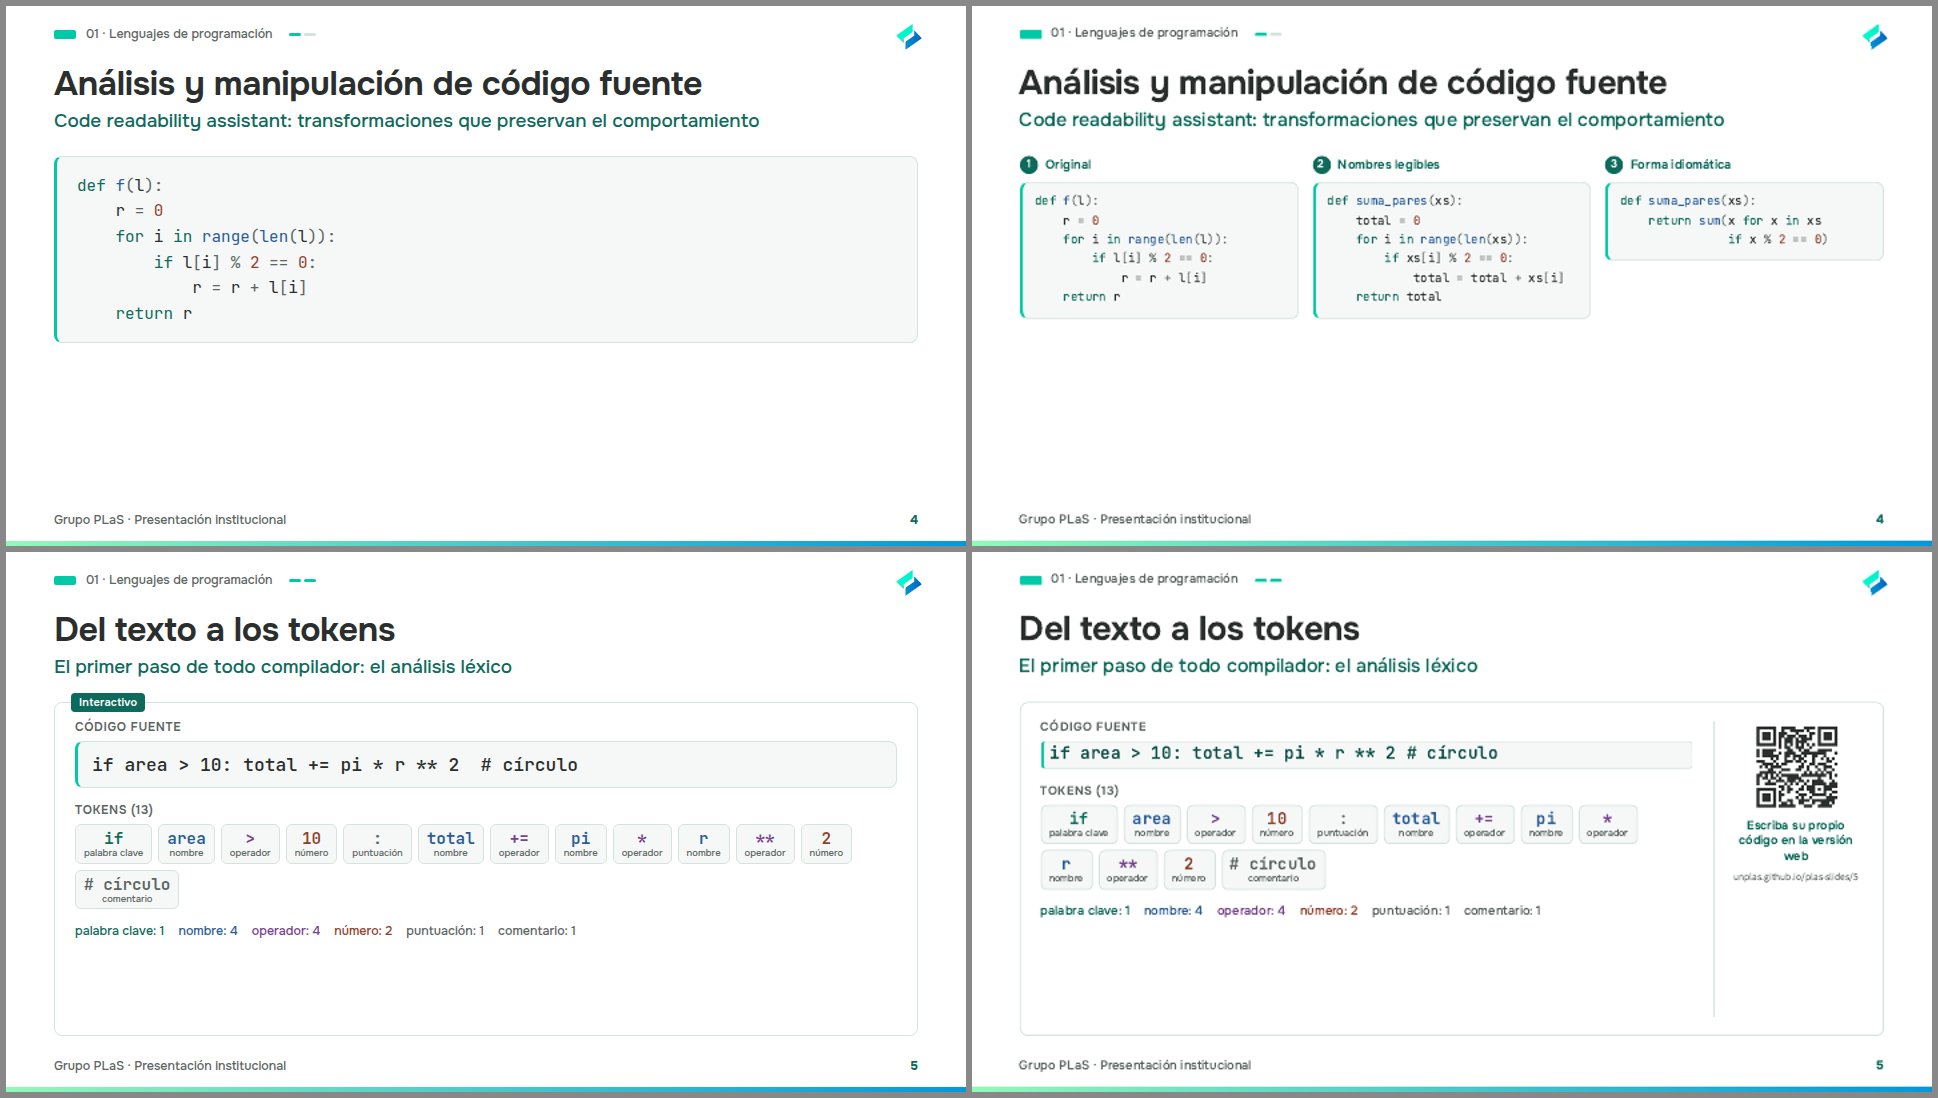 01 · Lenguajes de programación
Análisis y manipulación de código fuente
Code readability assistant: transformaciones que preservan el comportamiento
def f(l):
    r = 0
    for i in range(len(l)):
        if l[i] % 2 == 0:
            r = r + l[i]
    return r
Grupo PLaS · Presentación institucional
4
01 · Lenguajes de programación
Análisis y manipulación de código fuente
Code readability assistant: transformaciones que preservan el comportamiento
1 Original
def f(l):
    r = 0
    for i in range(len(l)):
        if l[i] % 2 == 0:
            r = r + l[i]
    return r
2 Nombres legibles
def suma_pares(xs):
    total = 0
    for i in range(len(xs)):
        if xs[i] % 2 == 0:
            total = total + xs[i]
    return total
3 Forma idiomática
def suma_pares(xs):
    return sum(x for x in xs
               if x % 2 == 0)
Grupo PLaS · Presentación institucional
4
01 · Lenguajes de programación
Del texto a los tokens
El primer paso de todo compilador: el análisis léxico
Interactivo
CÓDIGO FUENTE
if area > 10: total += pi * r ** 2  # círculo
TOKENS (13)
if area > 10 : total += pi * r ** 2
palabra clave nombre operador número puntuación nombre operador nombre operador nombre operador número
# círculo
comentario
palabra clave: 1 nombre: 4 operador: 4 número: 2 puntuación: 1 comentario: 1
Grupo PLaS · Presentación institucional
5
01 · Lenguajes de programación
Del texto a los tokens
El primer paso de todo compilador: el análisis léxico
CÓDIGO FUENTE
if area > 10: total += pi * r ** 2 # círculo
TOKENS (13)
if area > 10 : total += pi *
palabra clave nombre operador número puntuación nombre operador nombre operador
r ** 2 # círculo
nombre operador número comentario
palabra clave: 1 nombre: 4 operador: 4 número: 2 puntuación: 1 comentario: 1
Escriba su propio
código en la versión
web
unplas.github.io/plas-slides/5
Grupo PLaS · Presentación institucional
5